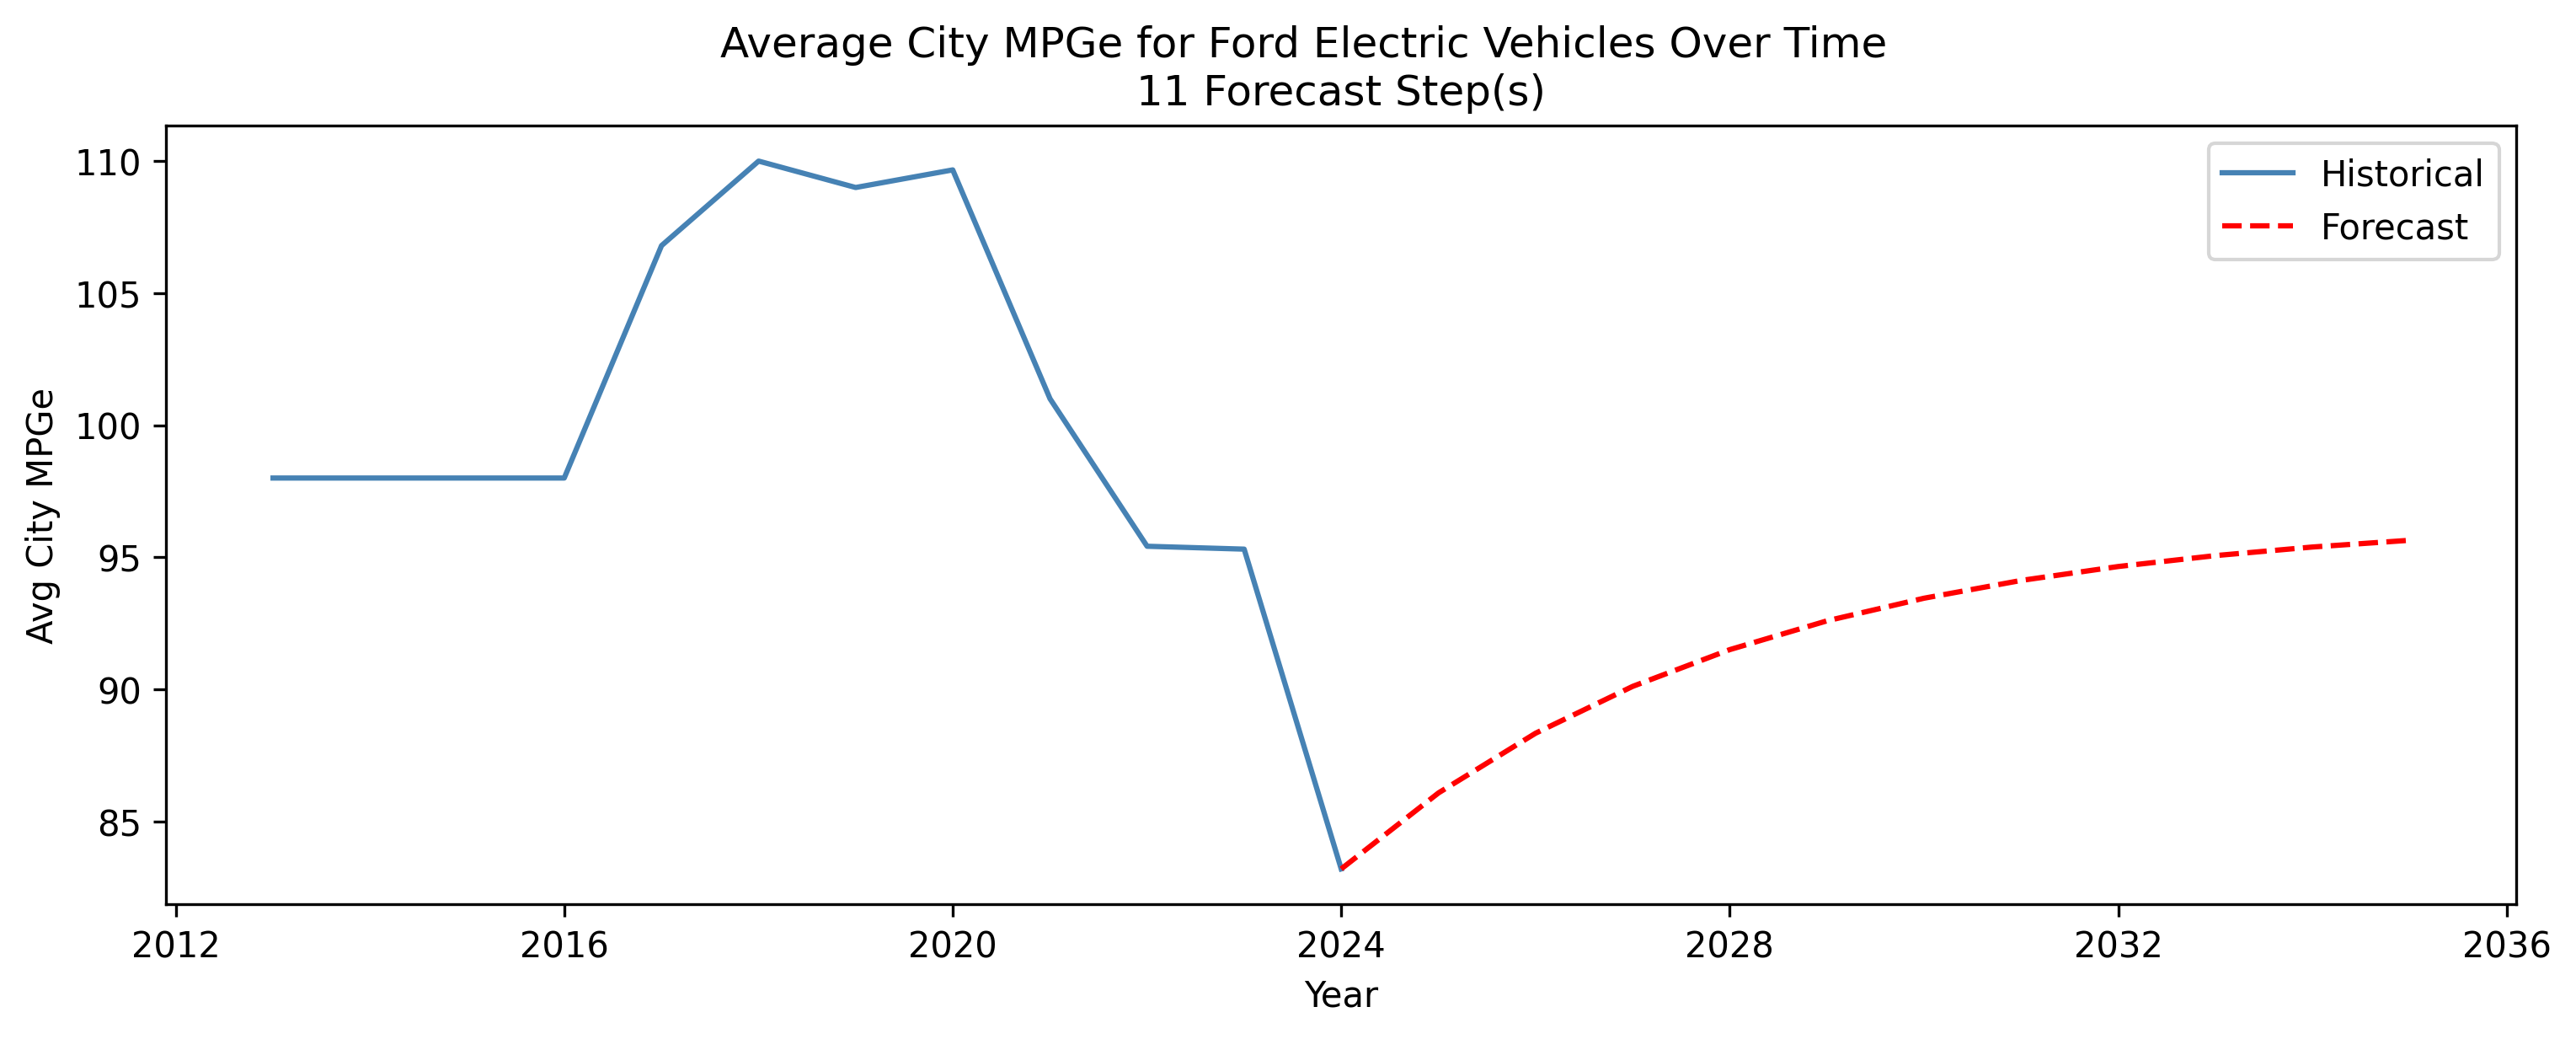 Average City MPGe for Ford Electric Vehicles Over Time
11 Forecast Step(s)
Historical
Forecast
Avg City MPGe
110
105
100
95
90
85
2012
2016
2020
2024
2028
2032
2036
Year